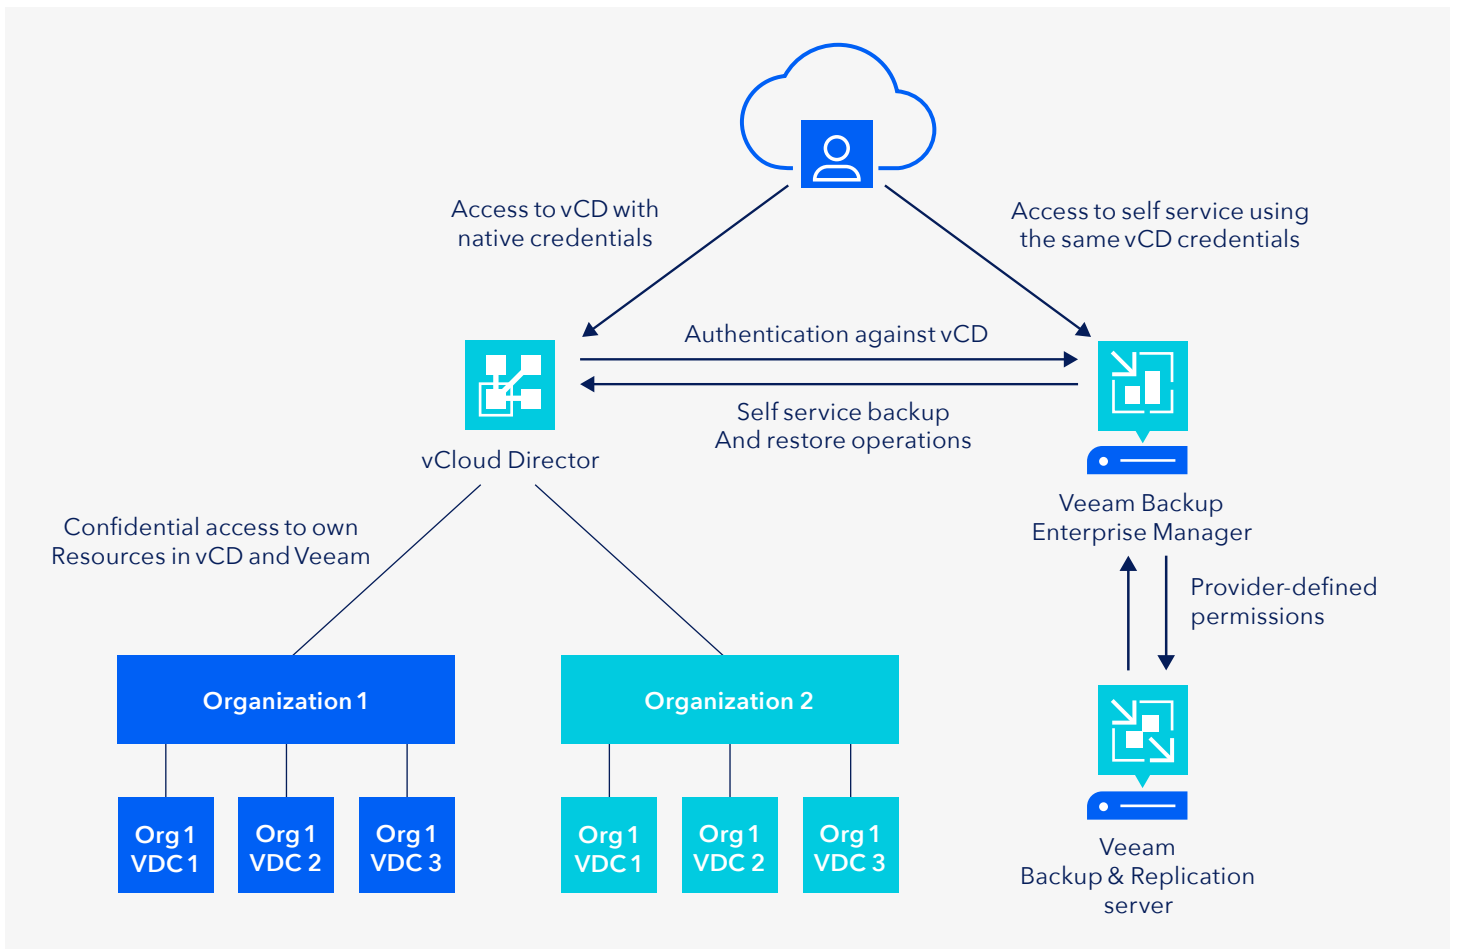 Access to vCD with
native credentials
Access to self service using
the same vCD credentials
Authentication against vCD
Self service backup
And restore operations
vCloud Director
Veeam Backup
Enterprise Manager
Confidential access to own
Resources in vCD and Veeam
Provider-defined
permissions
Organization 1
Organization 2
Org 1
VDC 1
Org 1
VDC 2
Org 1
VDC 3
Org 1
VDC 1
Org 1
VDC 2
Org 1
VDC 3
Veeam
Backup & Replication
server